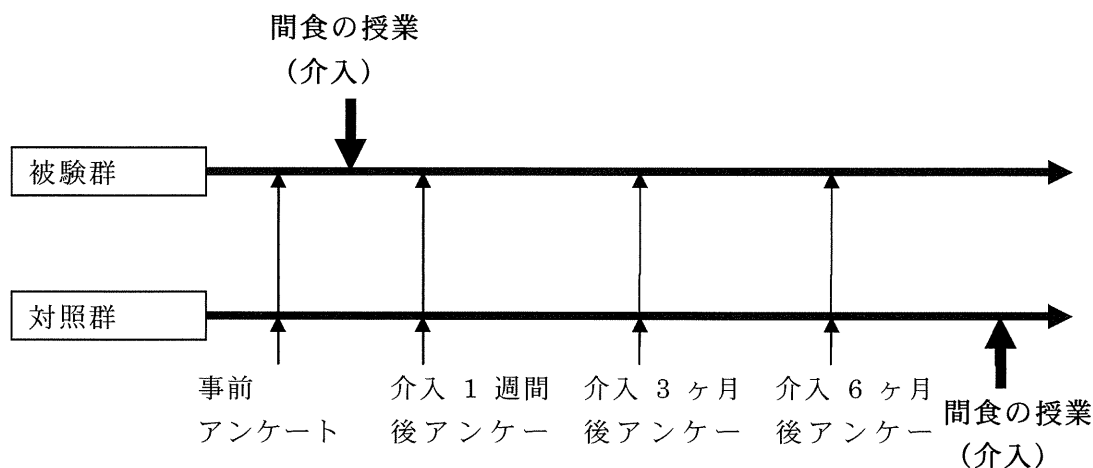 間食の授業
（介入）
被験群
対照群
事前
アンケート
介入 1 週間
後アンケー
介入 3 ヶ月
後アンケー
介入 6 ヶ月
後アンケー
間食の授業
（介入）